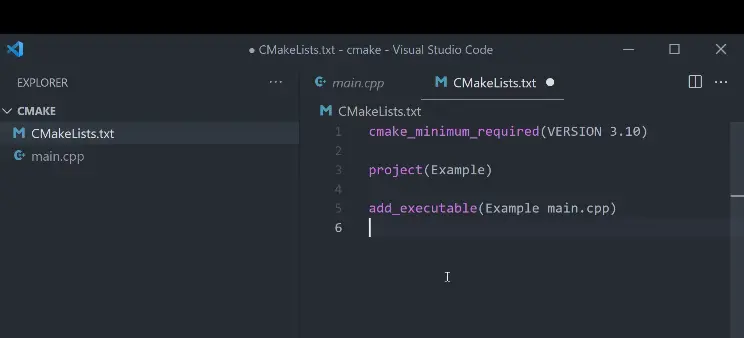 ● CMakeLists.txt - cmake - Visual Studio Code
EXPLORER
main.cpp
CMakeLists.txt
CMAKE
CMakeLists.txt
main.cpp
CMakeLists.txt
1 cmake_minimum_required(VERSION 3.10)
2
3 project(Example)
4
5 add_executable(Example main.cpp)
6